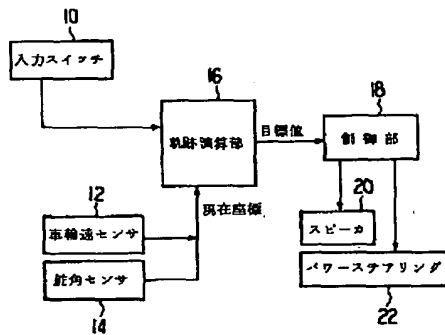 10
入力スイッチ
16
軌跡演算部
目標値
18
制御部
12
車輪速センサ
現在座標
舵角センサ
14
20
スピーカ
パワーステアリング
22